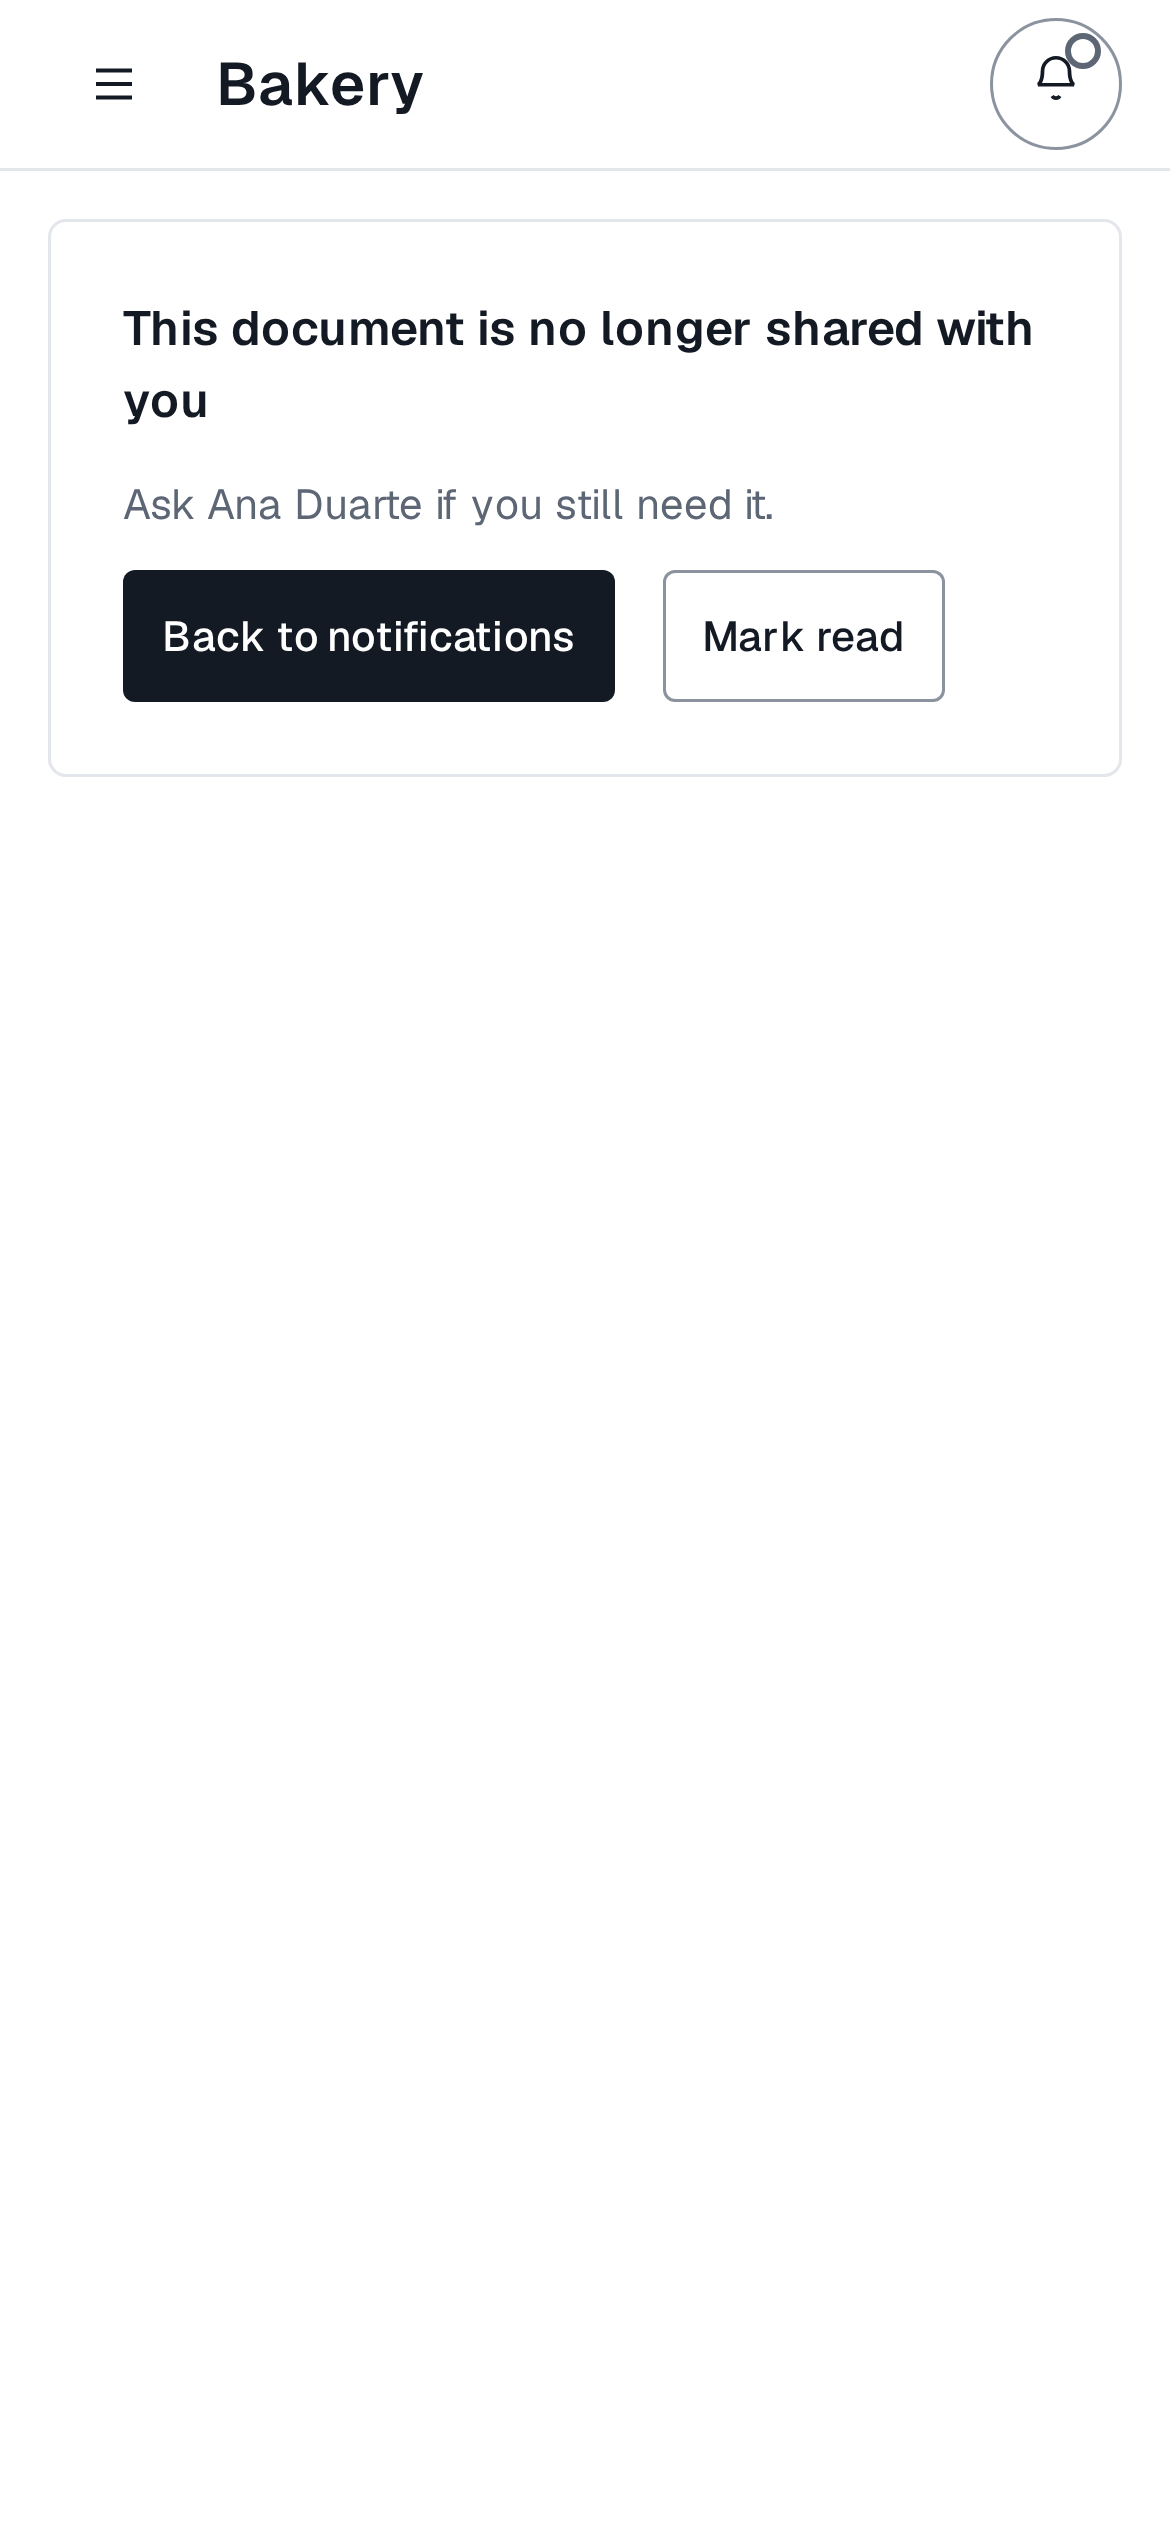 Bakery
This document is no longer shared with
you
Ask Ana Duarte if you still need it.
Back to notifications
Mark read